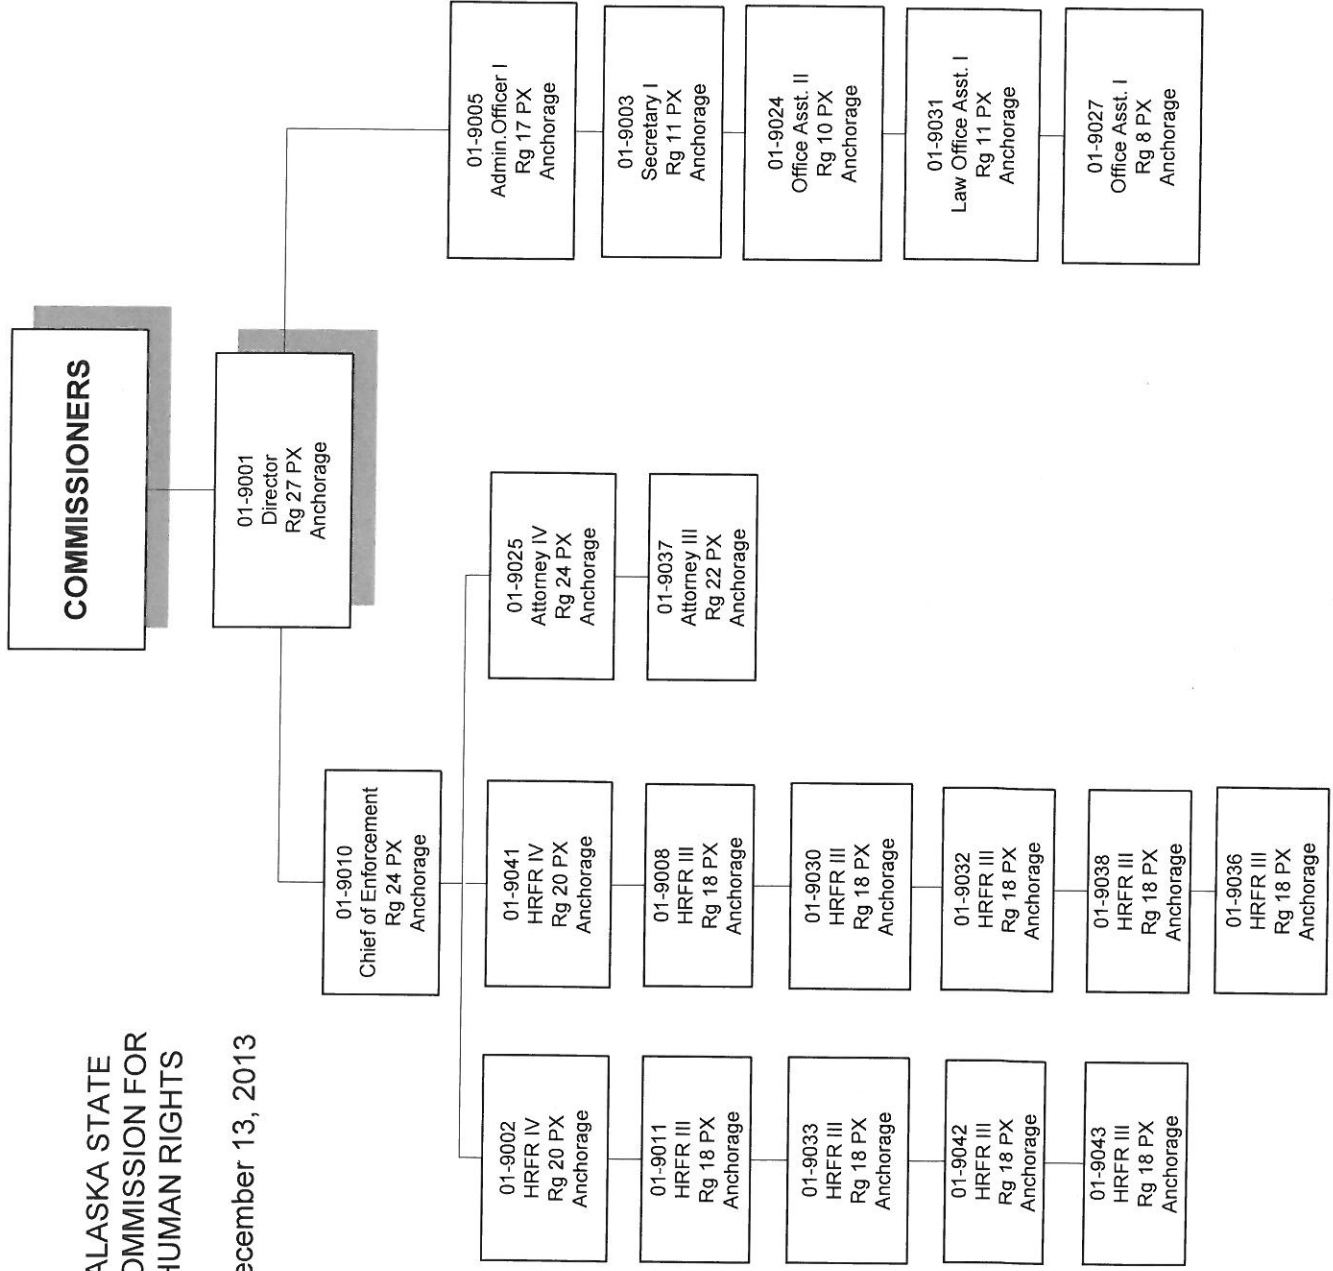 ALASKA STATE
OMMISSION FOR
HUMAN RIGHTS
ecember 13, 2013
COMMISSIONERS
01-9001
Director
Rg 27 PX
Anchorage
01-9010
Chief of Enforcement
Rg 24 PX
Anchorage
01-9002
HRFR IV
Rg 20 PX
Anchorage
01-9011
HRFR III
Rg 18 PX
Anchorage
01-9033
HRFR III
Rg 18 PX
Anchorage
01-9042
HRFR III
Rg 18 PX
Anchorage
01-9043
HRFR III
Rg 18 PX
Anchorage
01-9041
HRFR IV
Rg 20 PX
Anchorage
01-9008
HRFR III
Rg 18 PX
Anchorage
01-9030
HRFR III
Rg 18 PX
Anchorage
01-9032
HRFR III
Rg 18 PX
Anchorage
01-9038
HRFR III
Rg 18 PX
Anchorage
01-9036
HRFR III
Rg 18 PX
Anchorage
01-9025
Attorney IV
Rg 24 PX
Anchorage
01-9037
Attorney III
Rg 22 PX
Anchorage
01-9005
Admin.Officer I
Rg 17 PX
Anchorage
01-9003
Secretary I
Rg 11 PX
Anchorage
01-9024
Office Asst. II
Rg 10 PX
Anchorage
01-9031
Law Office Asst. I
Rg 11 PX
Anchorage
01-9027
Office Asst. I
Rg 8 PX
Anchorage